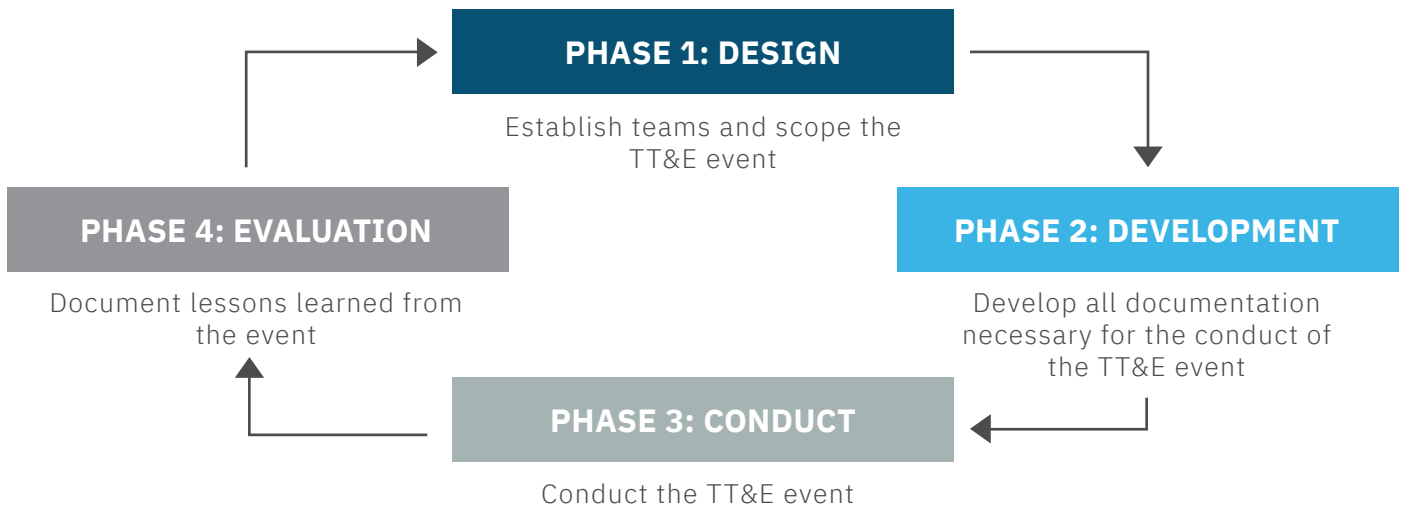 PHASE 1: DESIGN
Establish teams and scope the
TT&E event
PHASE 2: DEVELOPMENT
Develop all documentation
necessary for the conduct of
the TT&E event
PHASE 3: CONDUCT
Conduct the TT&E event
PHASE 4: EVALUATION
Document lessons learned from
the event